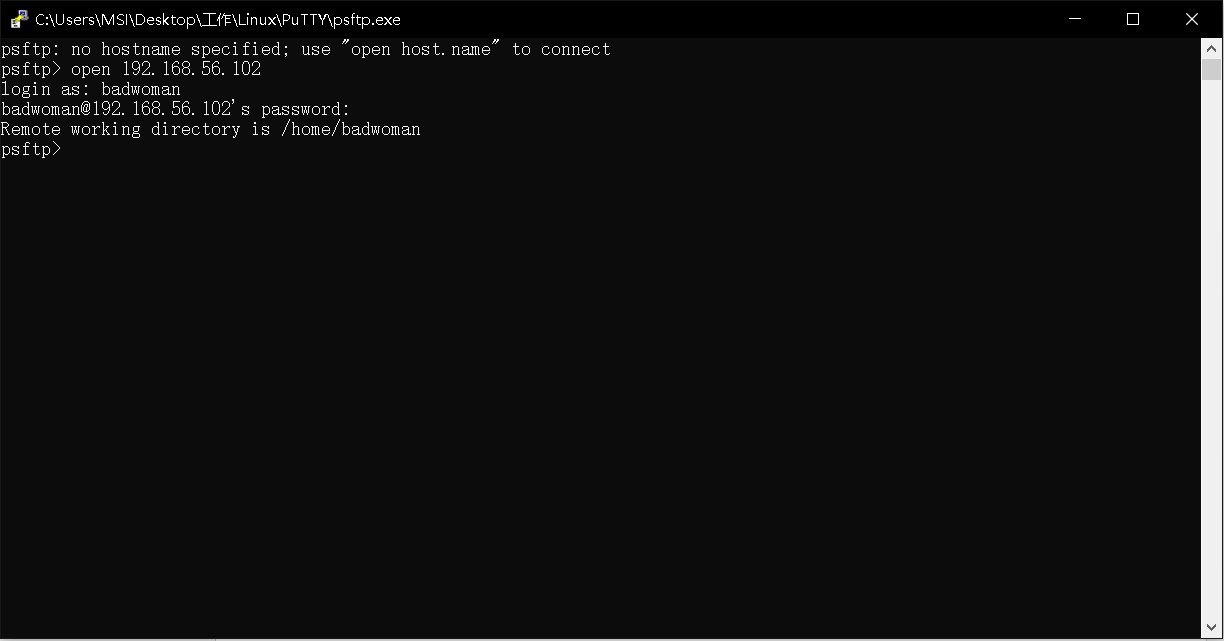 C:\Users\MSI\Desktop\工作\Linux\PuTTY\psftp.exe
psftp: no hostname specified; use "open host.name" to connect
psftp> open 192.168.56.102
login as: badwoman
badwoman@192.168.56.102's password:
Remote working directory is /home/badwoman
psftp>